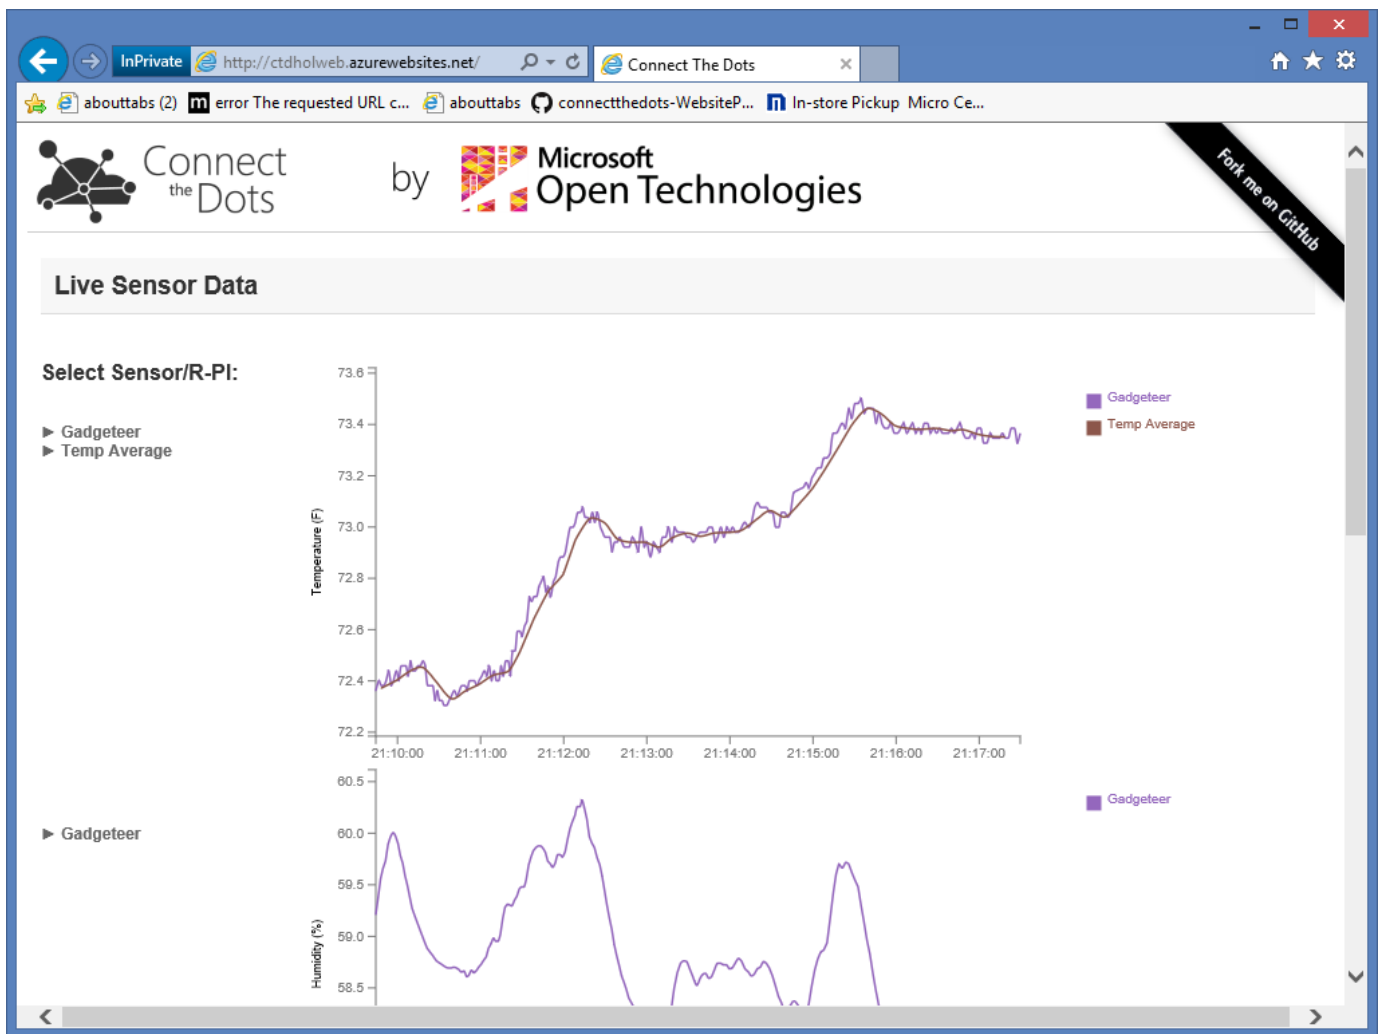 InPrivate http://ctdholweb.azurewebsites.net/ Connect The Dots
abouttabs (2) m error The requested URL c... abouttabs connectthedots-WebsiteP... In-store Pickup Micro Ce...
Connect the Dots by Microsoft Open Technologies
Fork me on GitHub
Live Sensor Data
Select Sensor/R-PI:
Gadgeteer
Temp Average
Temperature (F)
73.6
73.4
73.2
73.0
72.8
72.6
72.4
72.2
21:10:00 21:11:00 21:12:00 21:13:00 21:14:00 21:15:00 21:16:00 21:17:00
Gadgeteer
Temp Average
Gadgeteer
Humidity (%)
60.5
60.0
59.5
59.0
58.5
Gadgeteer